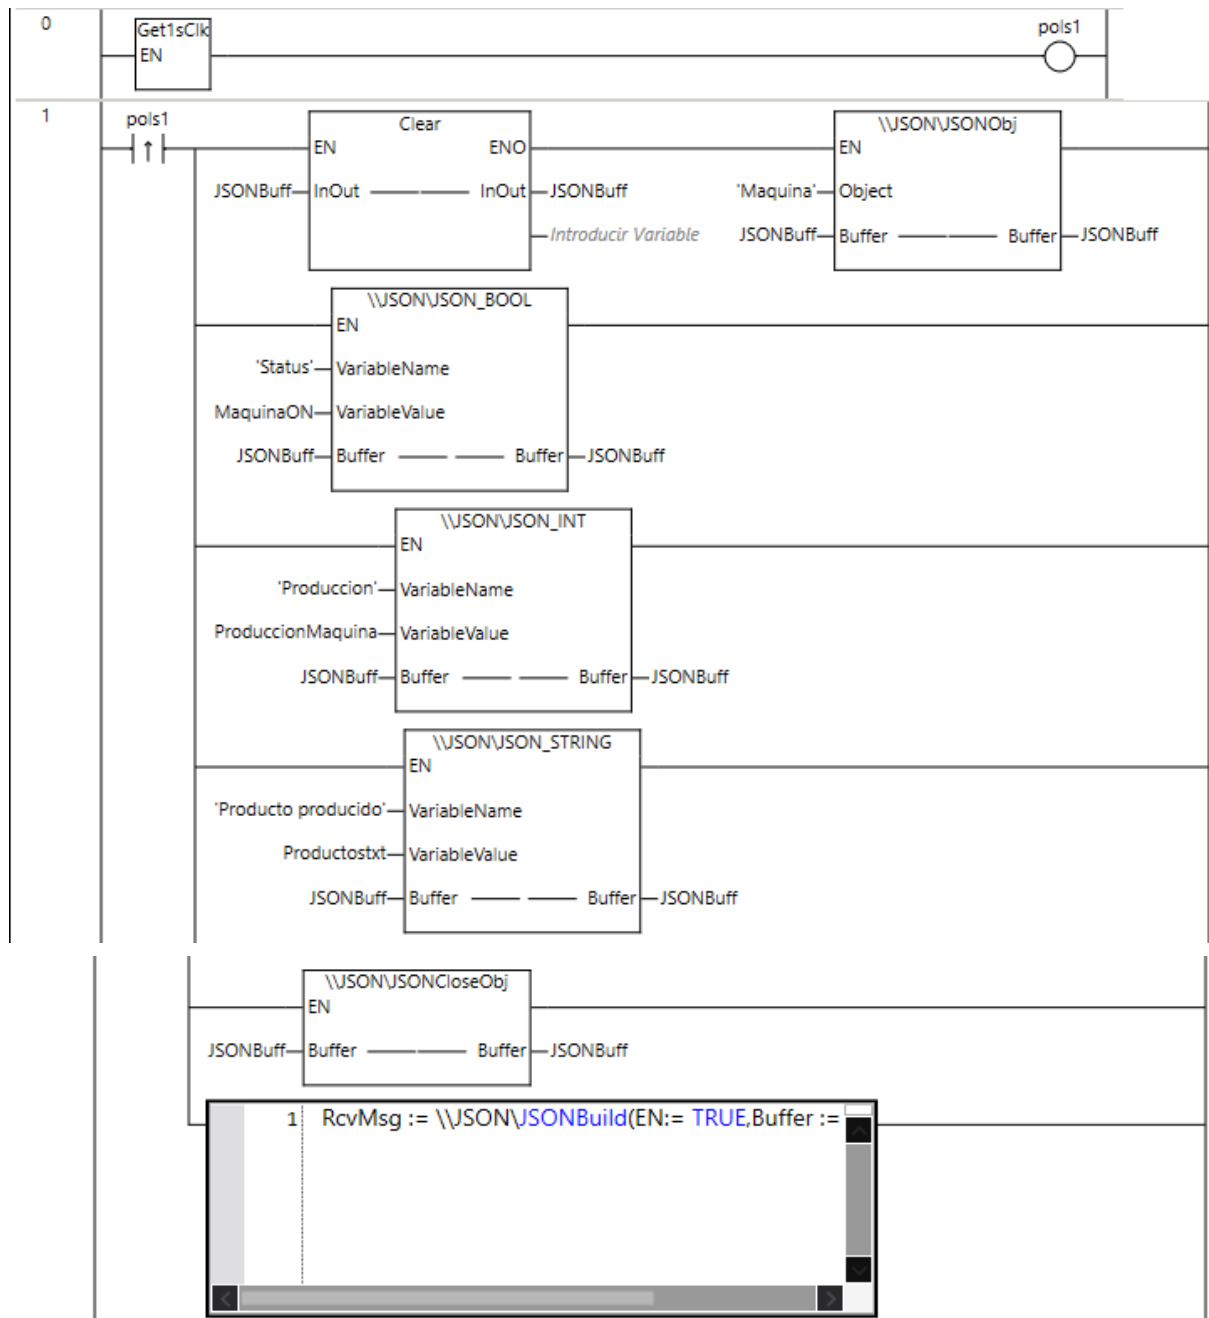 0
Get1sClk
EN
pols1
1
pols1
Clear
EN ENO
JSONBuff InOut InOut JSONBuff
Introducir Variable
\\JSON\JSONObj
EN
'Maquina' Object
JSONBuff Buffer Buffer JSONBuff
\\JSON\JSON_BOOL
EN
'Status' VariableName
MaquinaON VariableValue
JSONBuff Buffer Buffer JSONBuff
\\JSON\JSON_INT
EN
'Produccion' VariableName
ProduccionMaquina VariableValue
JSONBuff Buffer Buffer JSONBuff
\\JSON\JSON_STRING
EN
'Producto producido' VariableName
Productostxt VariableValue
JSONBuff Buffer Buffer JSONBuff
\\JSON\JSONCloseObj
EN
JSONBuff Buffer Buffer JSONBuff
1 RcvMsg := \\JSON\JSONBuild(EN:= TRUE,Buffer :=